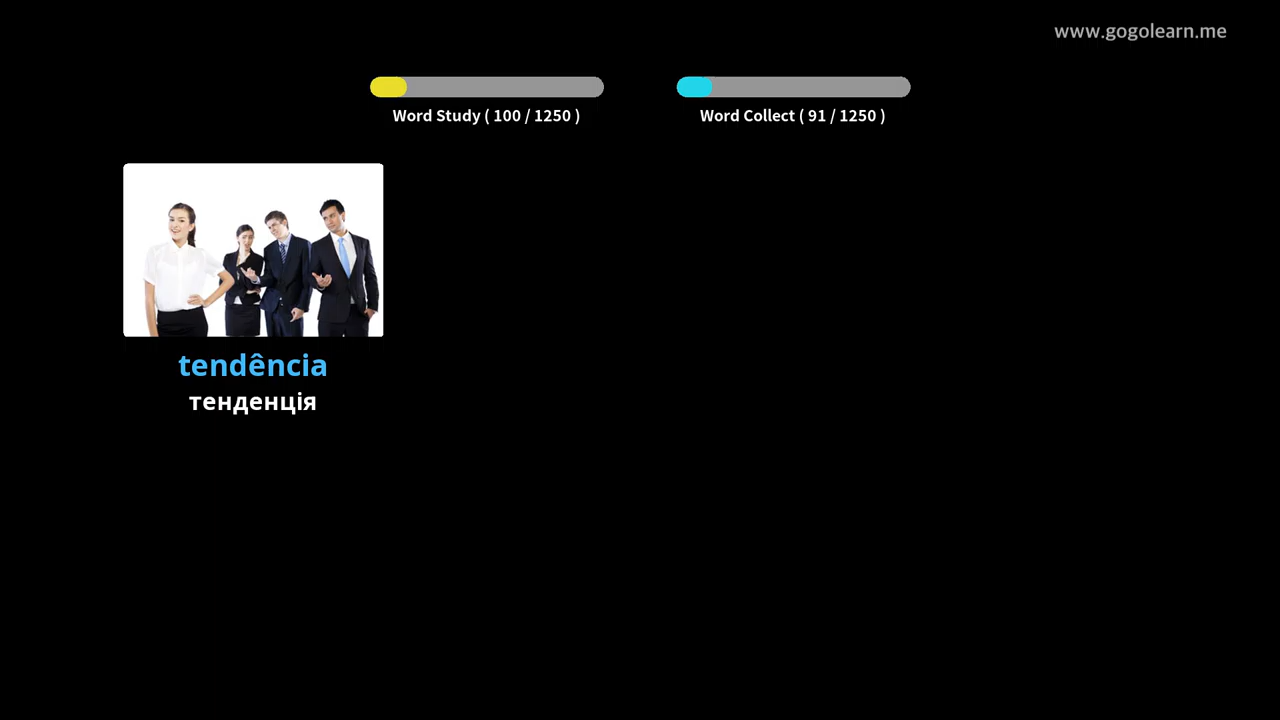 www.gogolearn.me
Word Study ( 100 / 1250 )
Word Collect ( 91 / 1250 )
tendência
тенденція